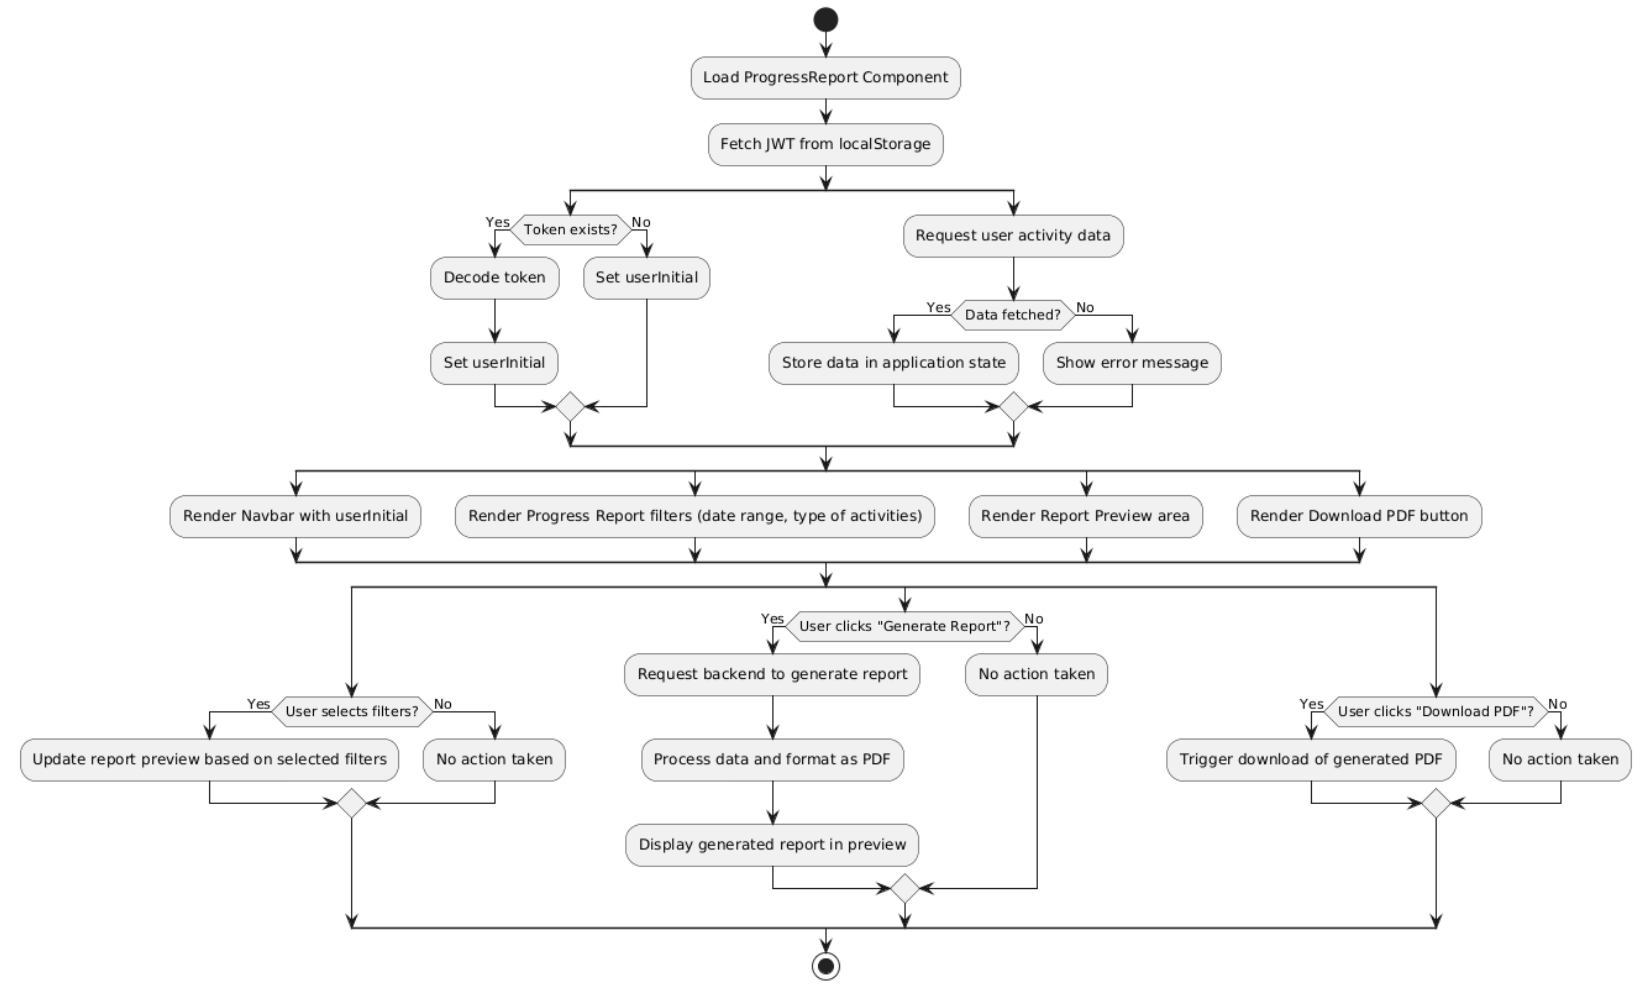 Load ProgressReport Component
Fetch JWT from localStorage
Yes
Token exists?
No
Request user activity data
Decode token
Set userInitial
Yes
Data fetched?
No
Set userInitial
Store data in application state
Show error message
Render Navbar with userInitial
Render Progress Report filters (date range, type of activities)
Render Report Preview area
Render Download PDF button
Yes
User clicks "Generate Report"?
No
Request backend to generate report
No action taken
Yes
User selects filters?
No
Yes
User clicks "Download PDF"?
No
Update report preview based on selected filters
No action taken
Process data and format as PDF
Trigger download of generated PDF
No action taken
Display generated report in preview